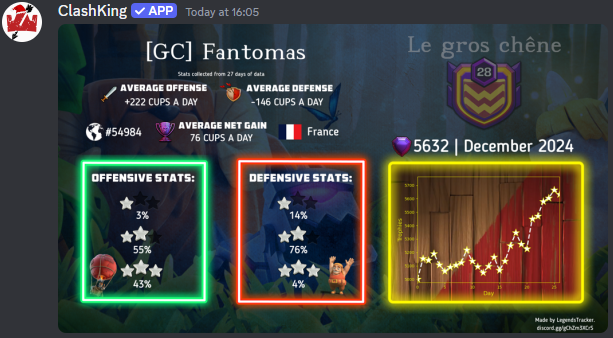 ClashKing ✓ APP Today at 16:05
[GC] Fantomas
Stats collected from 27 days of data
AVERAGE OFFENSE
+222 CUPS A DAY
AVERAGE DEFENSE
-146 CUPS A DAY
#54984
AVERAGE NET GAIN
76 CUPS A DAY
France
Le gros chêne
28
5632 | December 2024
OFFENSIVE STATS:
3%
55%
43%
DEFENSIVE STATS:
14%
76%
4%
Trophies
Day
Made by LegendsTracker.
discord.gg/gChZm3XCrS